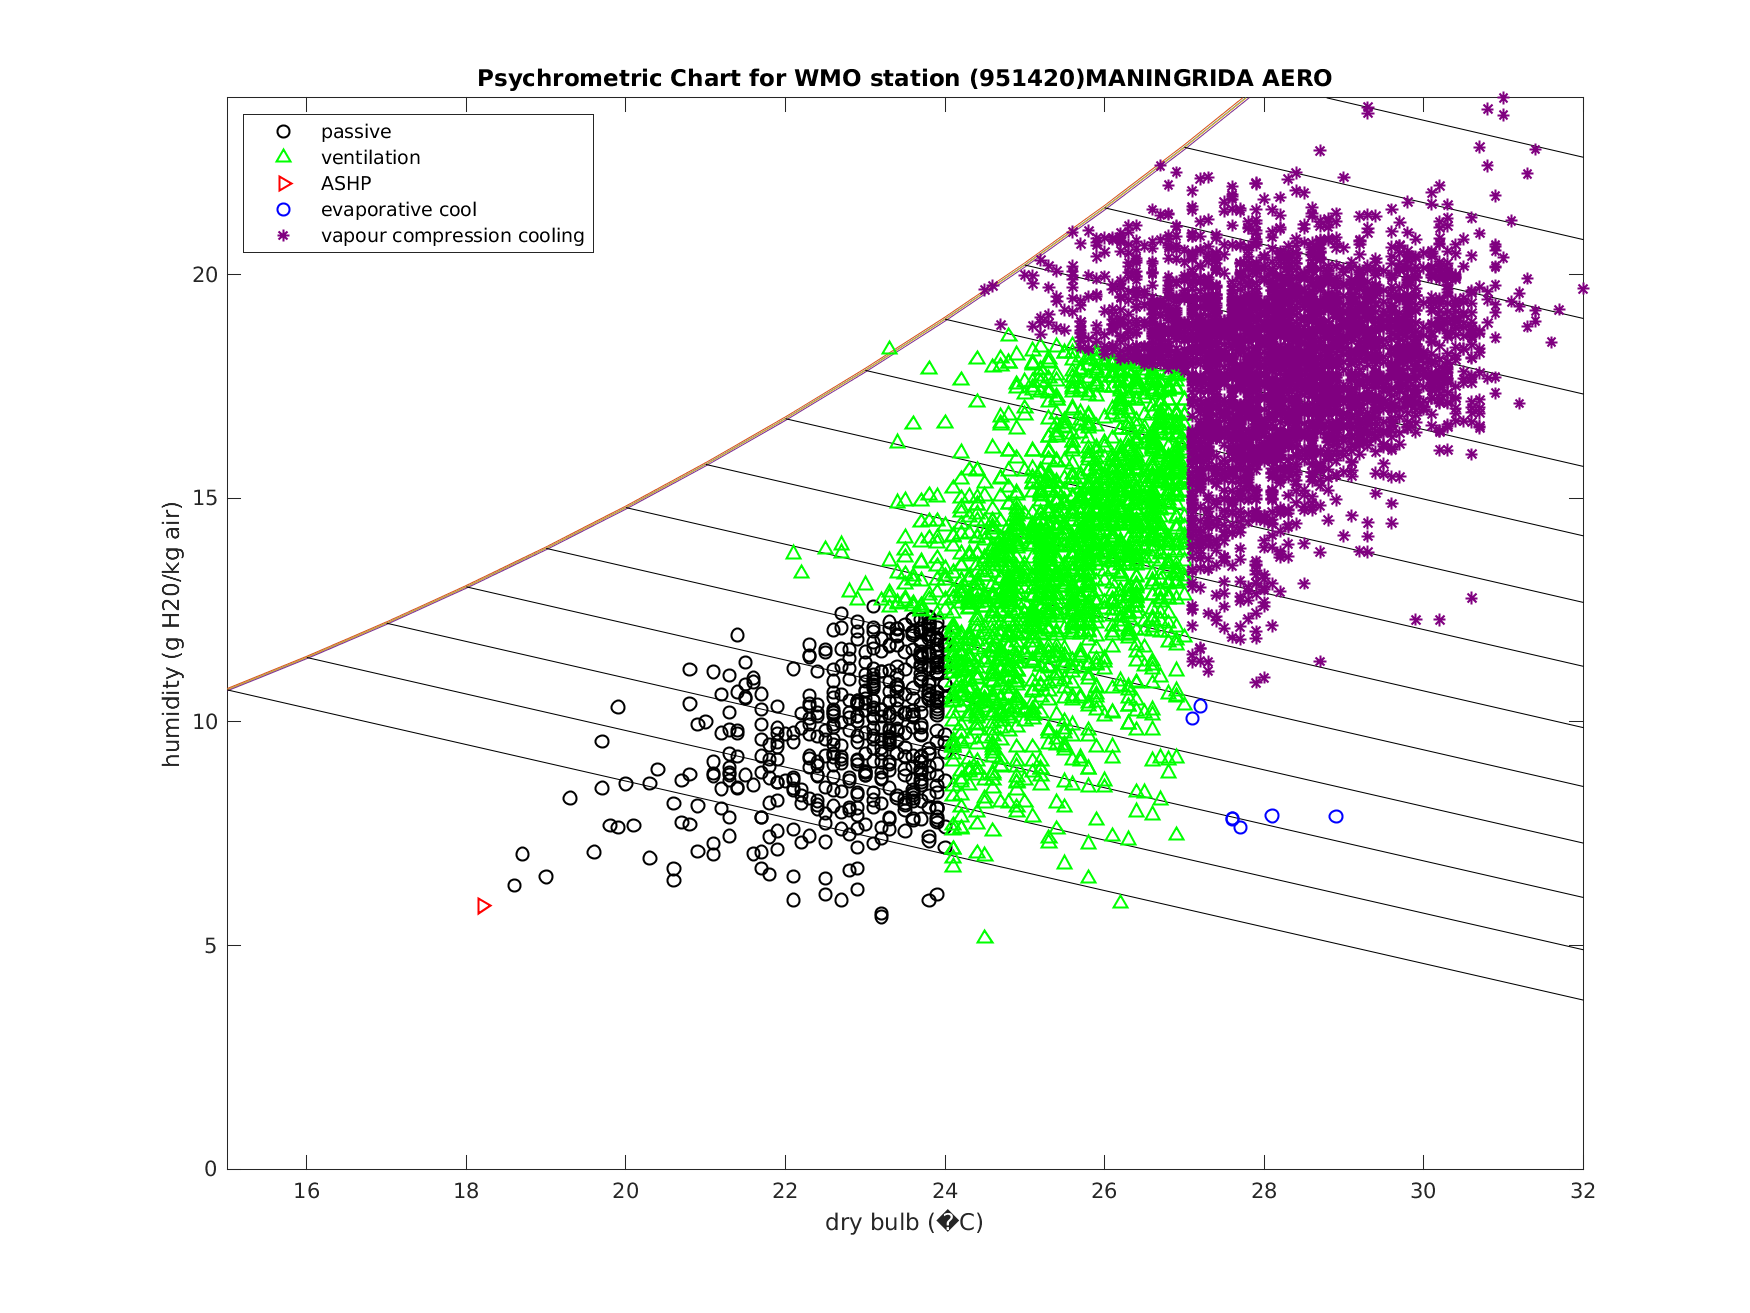 Psychrometric Chart for WMO station (951420)MANINGRIDA AERO
passive
ventilation
ASHP
evaporative cool
vapour compression cooling
humidity (g H20/kg air)
20
15
10
5
0
16 18 20 22 24 26 28 30 32
dry bulb (�C)